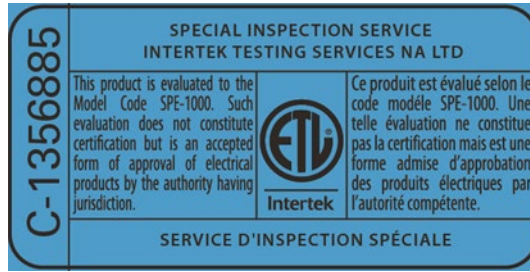 C-1356885
SPECIAL INSPECTION SERVICE
INTERTEK TESTING SERVICES NA LTD
This product is evaluated to the
Model Code SPE-1000. Such
evaluation does not constitute
certification but is an accepted
form of approval of electrical
products by the authority having
jurisdiction.
ETL
Intertek
Ce produit est évalué selon le
code modéle SPE-1000. Une
telle évaluation ne constitue
pas la certification mais est une
forme admise d'approbation
des produits électriques par
l'autorité compétente.
SERVICE D'INSPECTION SPÉCIALE